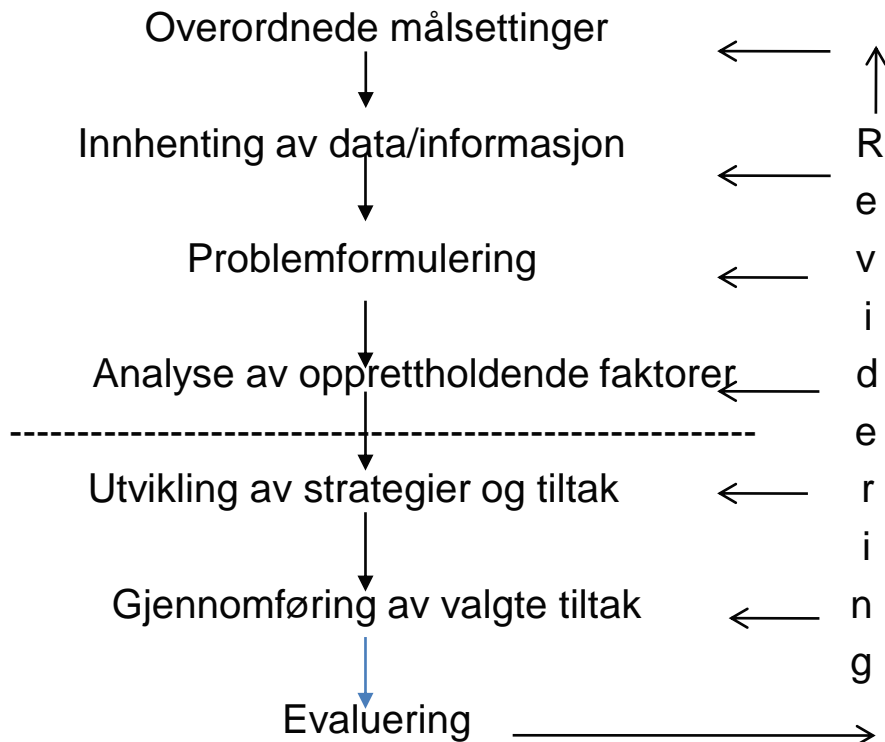 Overordnede målsettinger
Innhenting av data/informasjon
Problemformulering
Analyse av opprettholdende faktorer
Utvikling av strategier og tiltak
Gjennomføring av valgte tiltak
Evaluering
Revidering